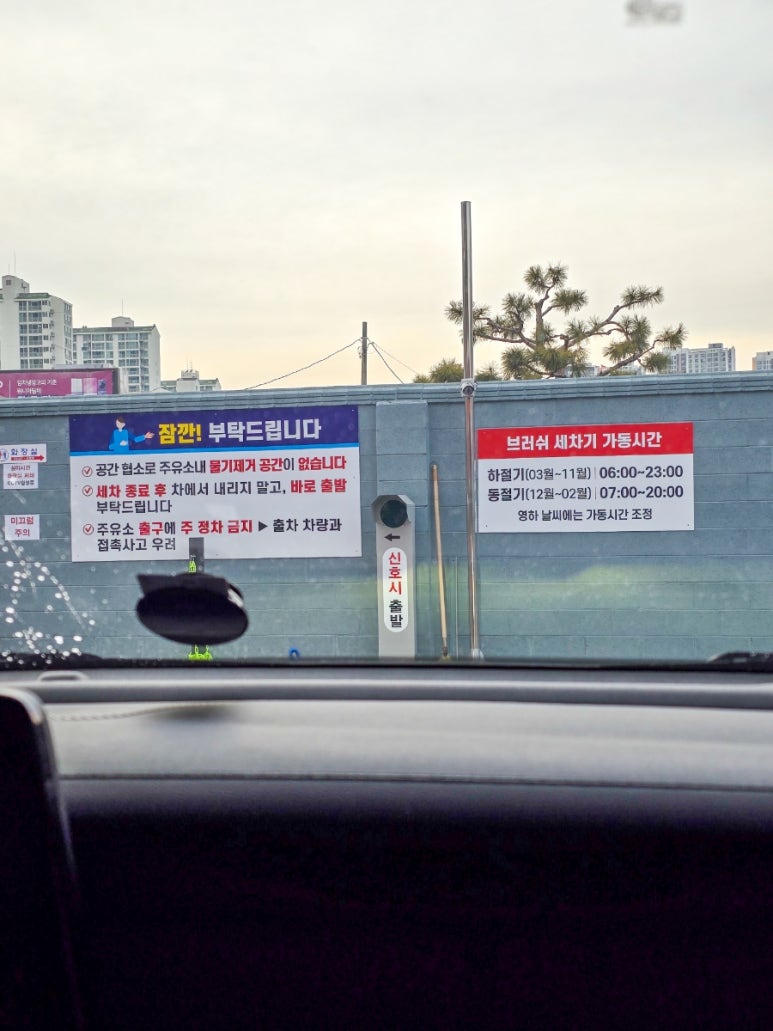 화장실
미끄럼
주의
잠깐! 부탁드립니다
공간 협소로 주유소내 물기제거 공간이 없습니다
세차 종료 후 차에서 내리지 말고, 바로 출발
부탁드립니다
주유소 출구에 주 정차 금지 ▶ 출차 차량과
접촉사고 우려
←
신호시 출발
브러쉬 세차기 가동시간
하절기(03월~11월) | 06:00~23:00
동절기(12월~02월) | 07:00~20:00
영하 날씨에는 가동시간 조정